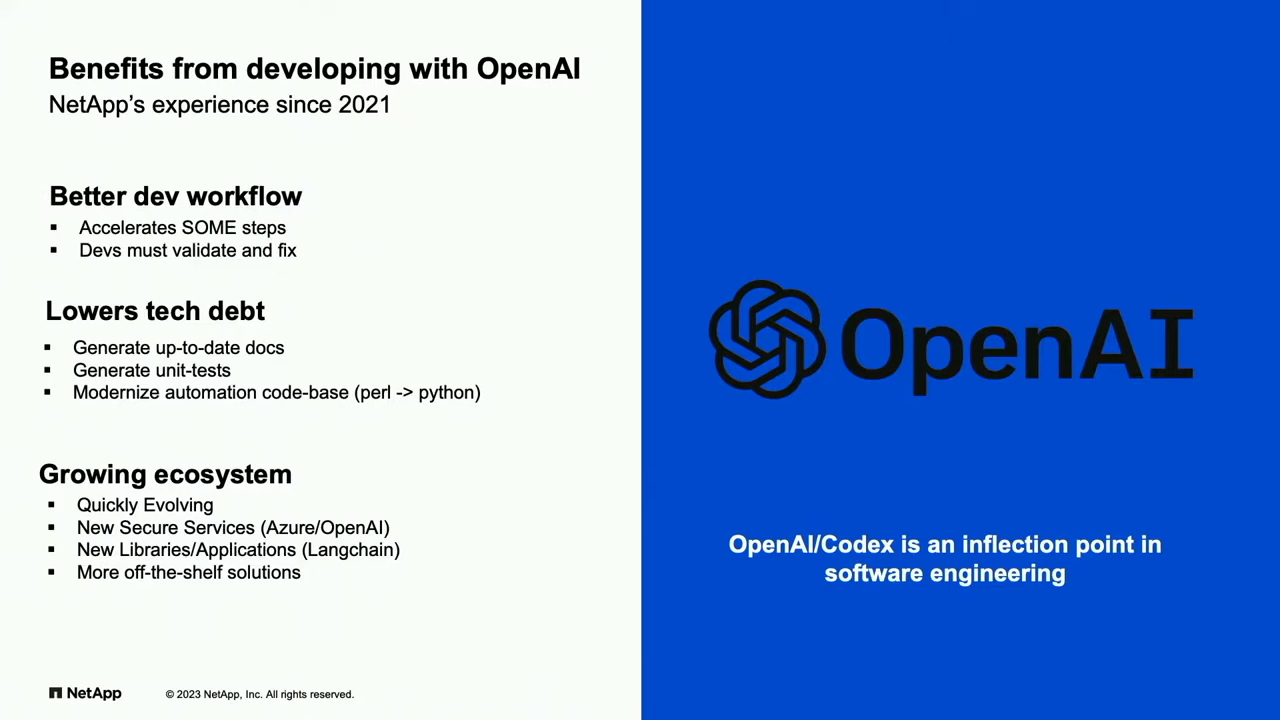 Benefits from developing with OpenAI
NetApp's experience since 2021
Better dev workflow
▪ Accelerates SOME steps
▪ Devs must validate and fix
Lowers tech debt
▪ Generate up-to-date docs
▪ Generate unit-tests
▪ Modernize automation code-base (perl -> python)
Growing ecosystem
▪ Quickly Evolving
▪ New Secure Services (Azure/OpenAI)
▪ New Libraries/Applications (Langchain)
▪ More off-the-shelf solutions
NetApp © 2023 NetApp, Inc. All rights reserved.
OpenAI
OpenAI/Codex is an inflection point in
software engineering